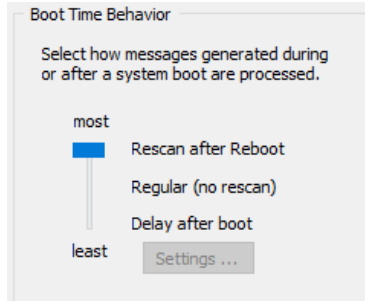 Boot Time Behavior
Select how messages generated during
or after a system boot are processed.
most
Rescan after Reboot
Regular (no rescan)
Delay after boot
least
Settings ...